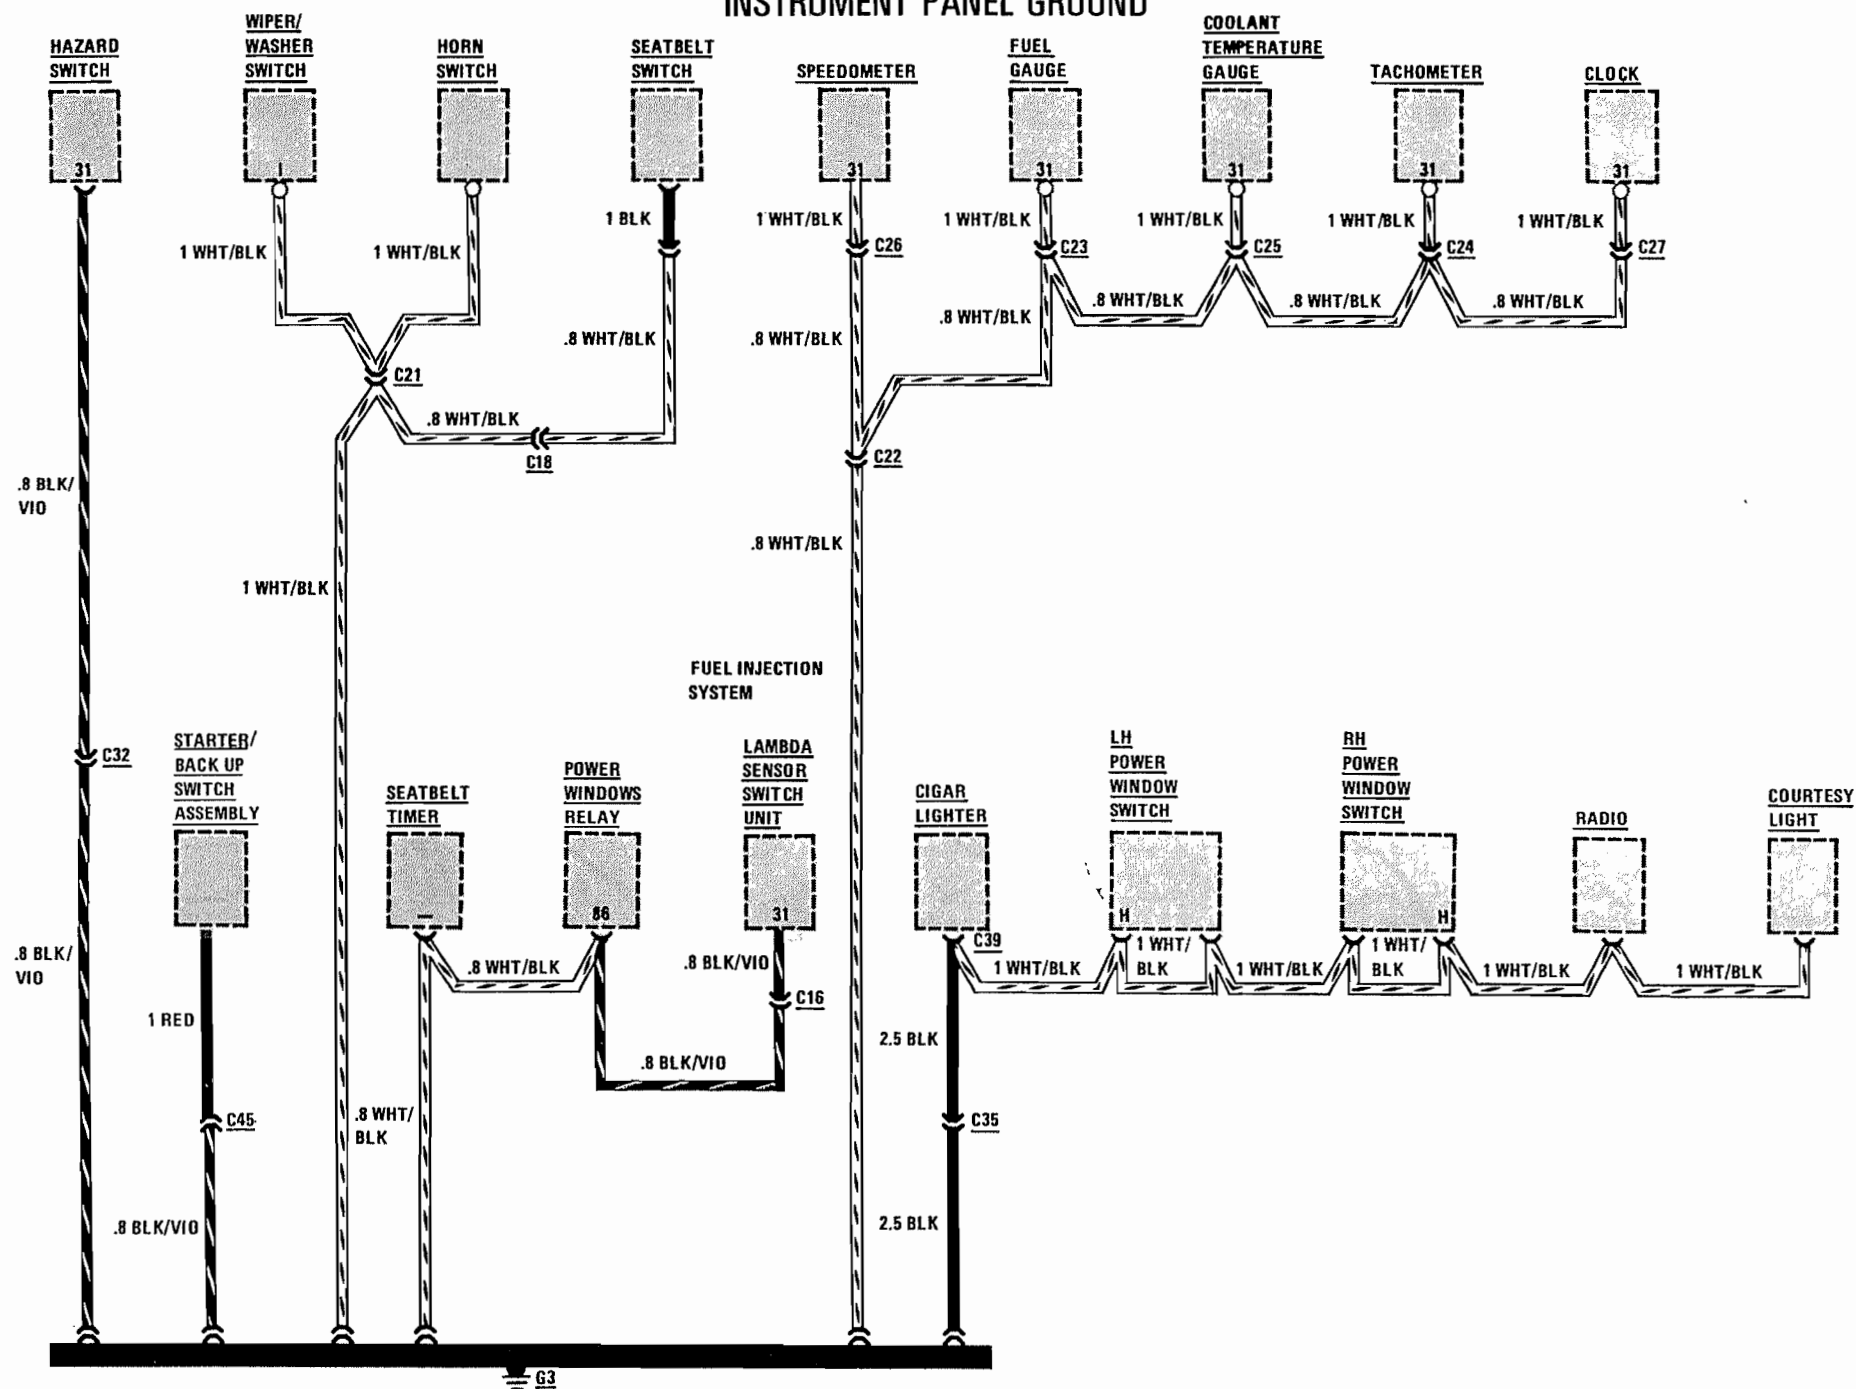 INSTRUMENT PANEL GROUND
HAZARD
SWITCH
WIPER/
WASHER
SWITCH
HORN
SWITCH
SEATBELT
SWITCH
SPEEDOMETER
FUEL
GAUGE
COOLANT
TEMPERATURE
GAUGE
TACHOMETER
CLOCK
31
I
31
31
31
31
31
1 WHT/BLK
1 WHT/BLK
1 BLK
1 WHT/BLK
C26
1 WHT/BLK
C23
1 WHT/BLK
C25
1 WHT/BLK
C24
1 WHT/BLK
C27
.8 WHT/BLK
.8 WHT/BLK
.8 WHT/BLK
.8 WHT/BLK
.8 WHT/BLK
.8 WHT/BLK
C21
.8 WHT/BLK
C18
C22
.8 BLK/
VIO
.8 WHT/BLK
1 WHT/BLK
FUEL INJECTION
SYSTEM
C32
STARTER/
BACK UP
SWITCH
ASSEMBLY
SEATBELT
TIMER
POWER
WINDOWS
RELAY
LAMBDA
SENSOR
SWITCH
UNIT
CIGAR
LIGHTER
LH
POWER
WINDOW
SWITCH
RH
POWER
WINDOW
SWITCH
RADIO
COURTESY
LIGHT
86
31
H
H
.8 BLK/
VIO
.8 WHT/BLK
.8 BLK/VIO
C16
C39
1 WHT/BLK
1 WHT/
BLK
1 WHT/BLK
1 WHT/
BLK
1 WHT/BLK
1 WHT/BLK
1 RED
2.5 BLK
.8 BLK/VIO
C45
.8 WHT/
BLK
C35
.8 BLK/VIO
2.5 BLK
G3